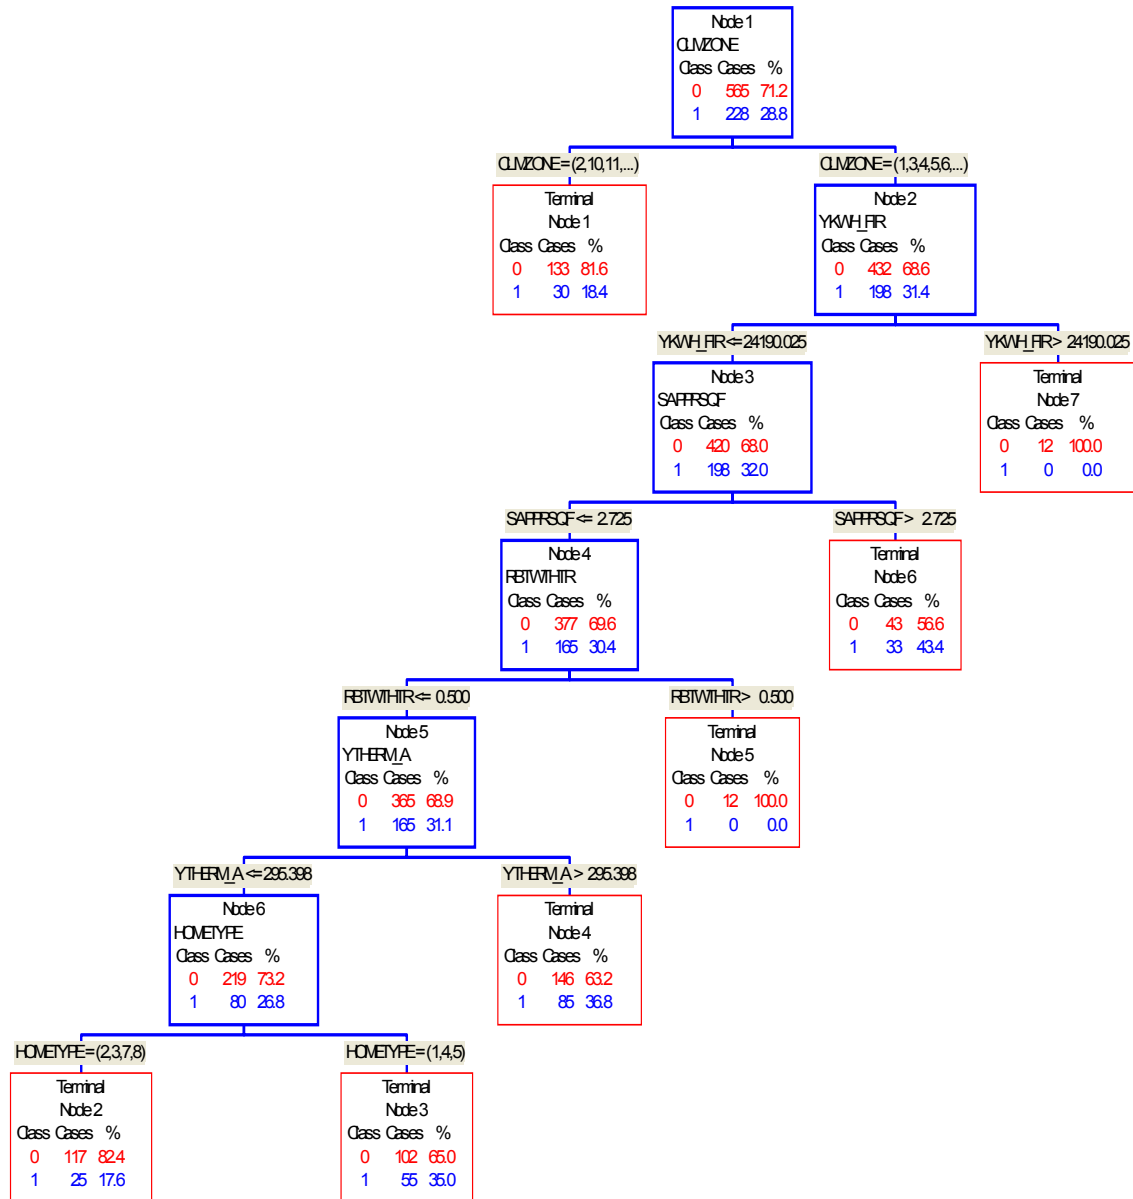 Node 1
CLMZONE
Class Cases %
0 565 71.2
1 228 28.8
CLMZONE = (2,10,11,...)
CLMZONE = (1,3,4,5,6,...)
Terminal
Node 1
Class Cases %
0 133 81.6
1 30 18.4
Node 2
YKWH_FIR
Class Cases %
0 432 68.6
1 198 31.4
YKWH_FIR <= 24190.025
YKWH_FIR > 24190.025
Node 3
SAPPRSQF
Class Cases %
0 420 68.0
1 198 32.0
Terminal
Node 7
Class Cases %
0 12 100.0
1 0 0.0
SAPPRSQF <= 2.725
SAPPRSQF > 2.725
Node 4
RBTWTHTR
Class Cases %
0 377 69.6
1 165 30.4
Terminal
Node 6
Class Cases %
0 43 56.6
1 33 43.4
RBTWTHTR <= 0.500
RBTWTHTR > 0.500
Node 5
YTHERM_A
Class Cases %
0 365 68.9
1 165 31.1
Terminal
Node 5
Class Cases %
0 12 100.0
1 0 0.0
YTHERM_A <= 295.398
YTHERM_A > 295.398
Node 6
HOMETYPE
Class Cases %
0 219 73.2
1 80 26.8
Terminal
Node 4
Class Cases %
0 146 63.2
1 85 36.8
HOMETYPE = (2,3,7,8)
HOMETYPE = (1,4,5)
Terminal
Node 2
Class Cases %
0 117 82.4
1 25 17.6
Terminal
Node 3
Class Cases %
0 102 65.0
1 55 35.0